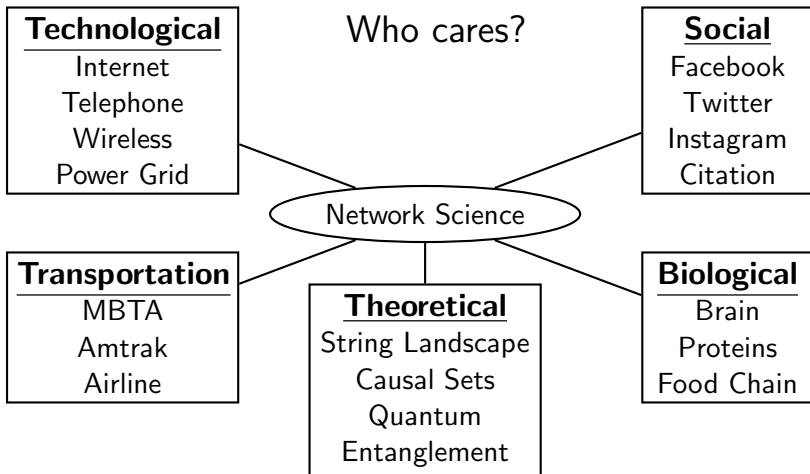 Who cares?
Technological
Internet
Telephone
Wireless
Power Grid
Social
Facebook
Twitter
Instagram
Citation
Network Science
Transportation
MBTA
Amtrak
Airline
Theoretical
String Landscape
Causal Sets
Quantum
Entanglement
Biological
Brain
Proteins
Food Chain